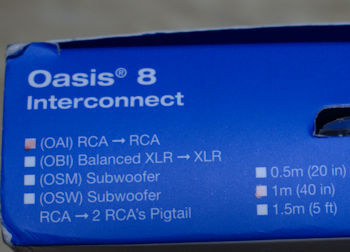 Oasis® 8
Interconnect
(OAI) RCA → RCA
(OBI) Balanced XLR → XLR
(OSM) Subwoofer
(OSW) Subwoofer
RCA → 2 RCA's Pigtail
0.5m (20 in)
1m (40 in)
1.5m (5 ft)